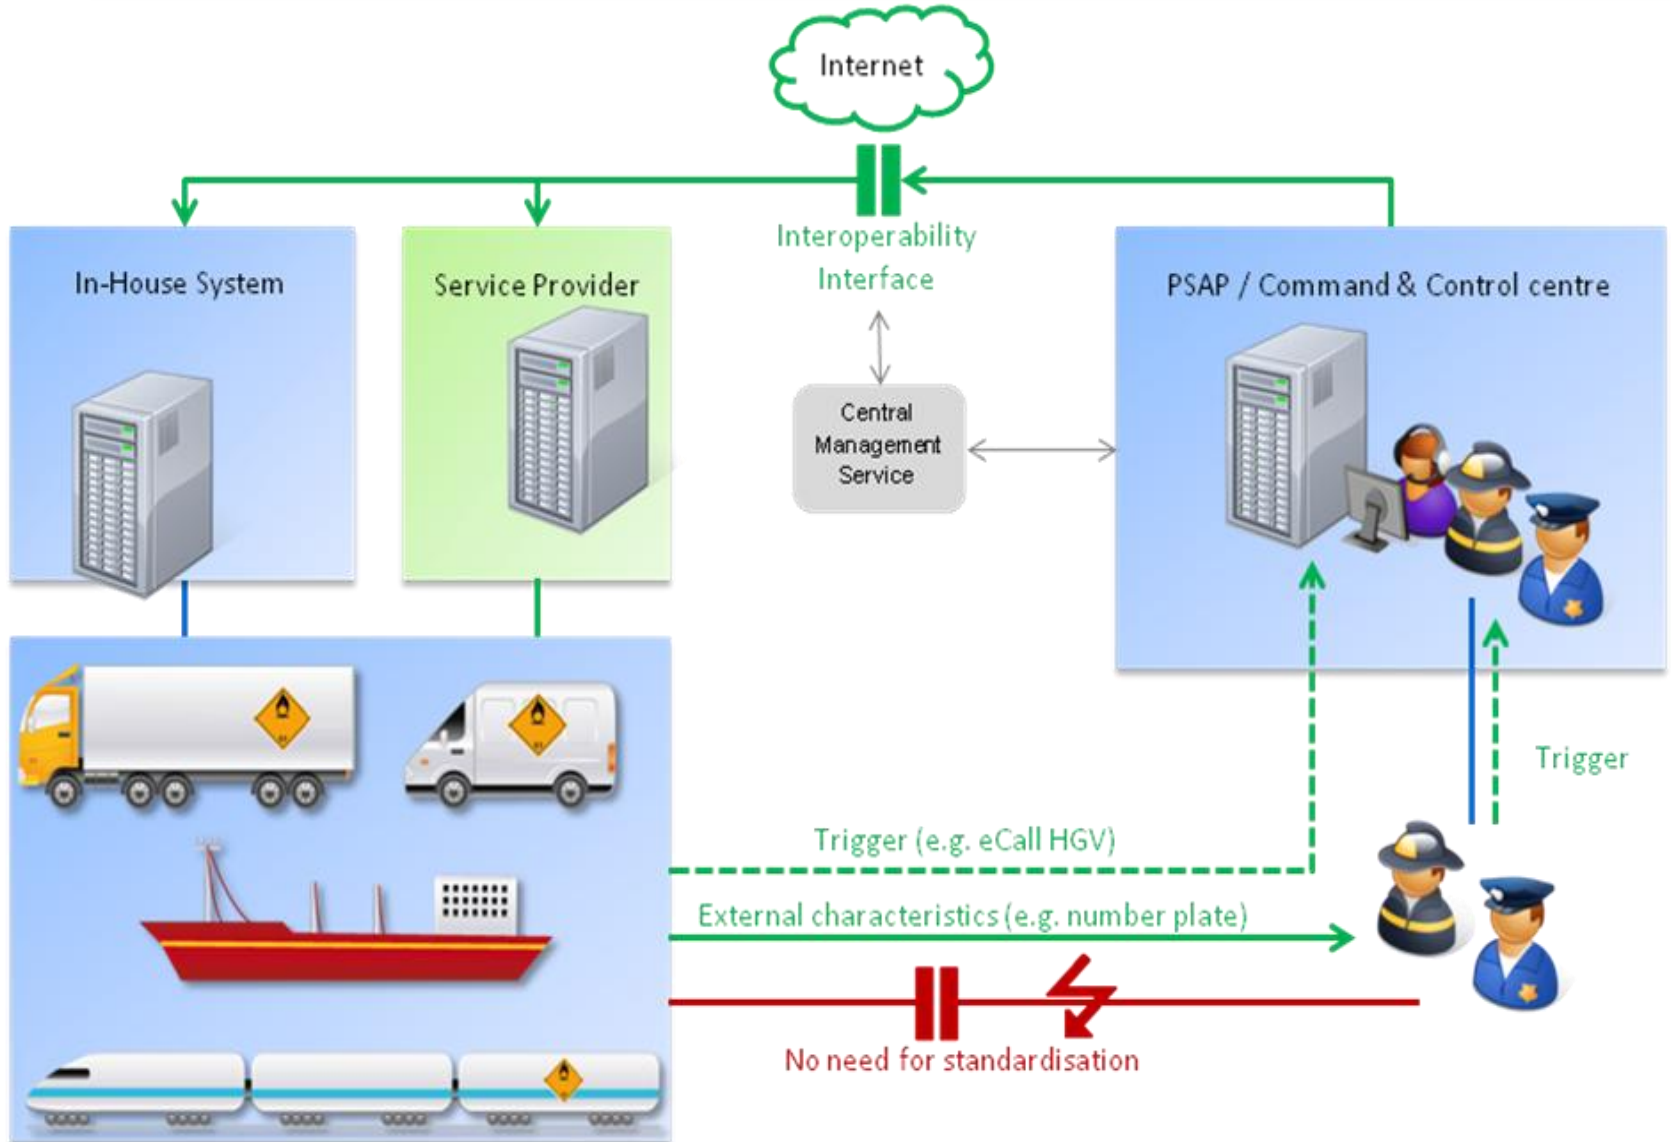 Internet
Interoperability
Interface
In-House System
Service Provider
PSAP / Command & Control centre
Central
Management
Service
Trigger
Trigger (e.g. eCall HGV)
External characteristics (e.g. number plate)
No need for standardisation